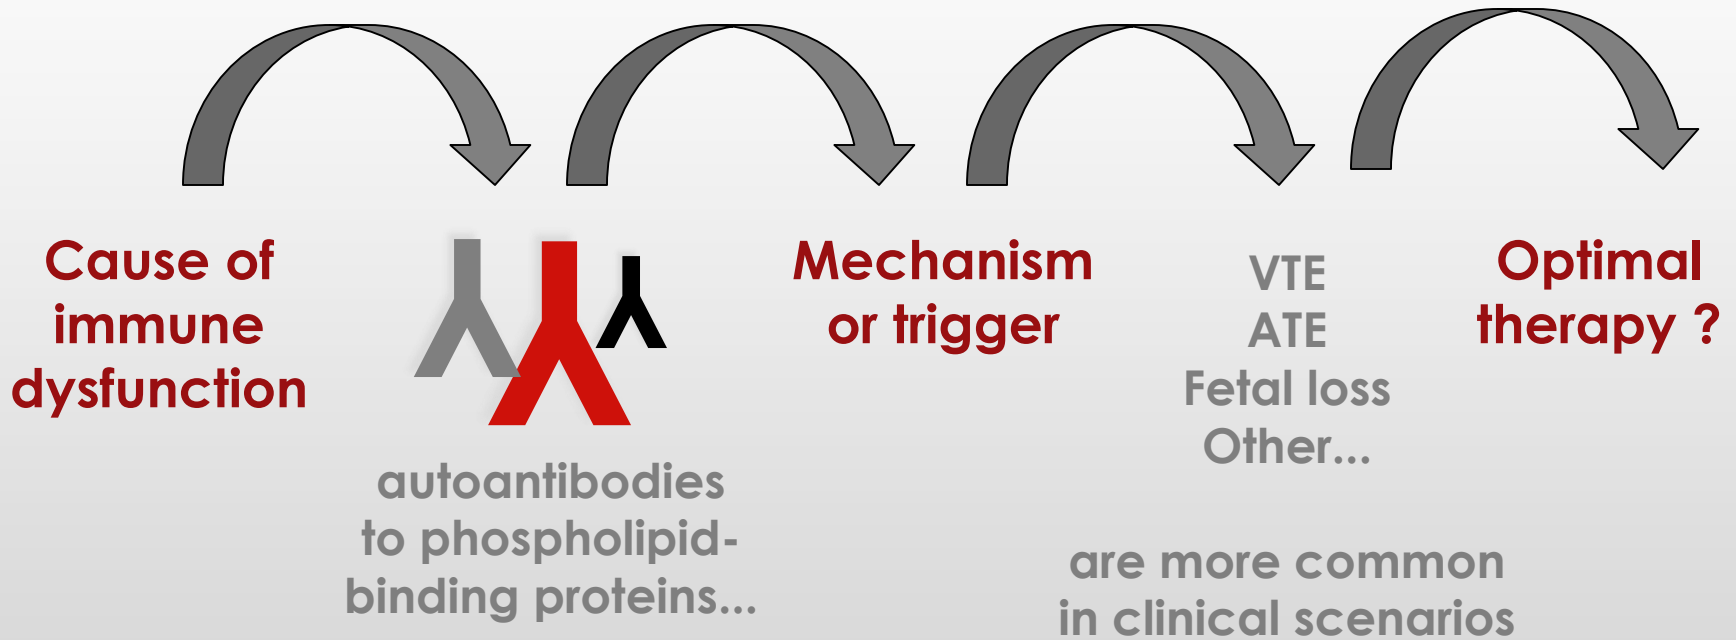 Cause of
immune
dysfunction
autoantibodies
to phospholipid-
binding proteins...
Mechanism
or trigger
VTE
ATE
Fetal loss
Other...
are more common
in clinical scenarios
Optimal
therapy ?